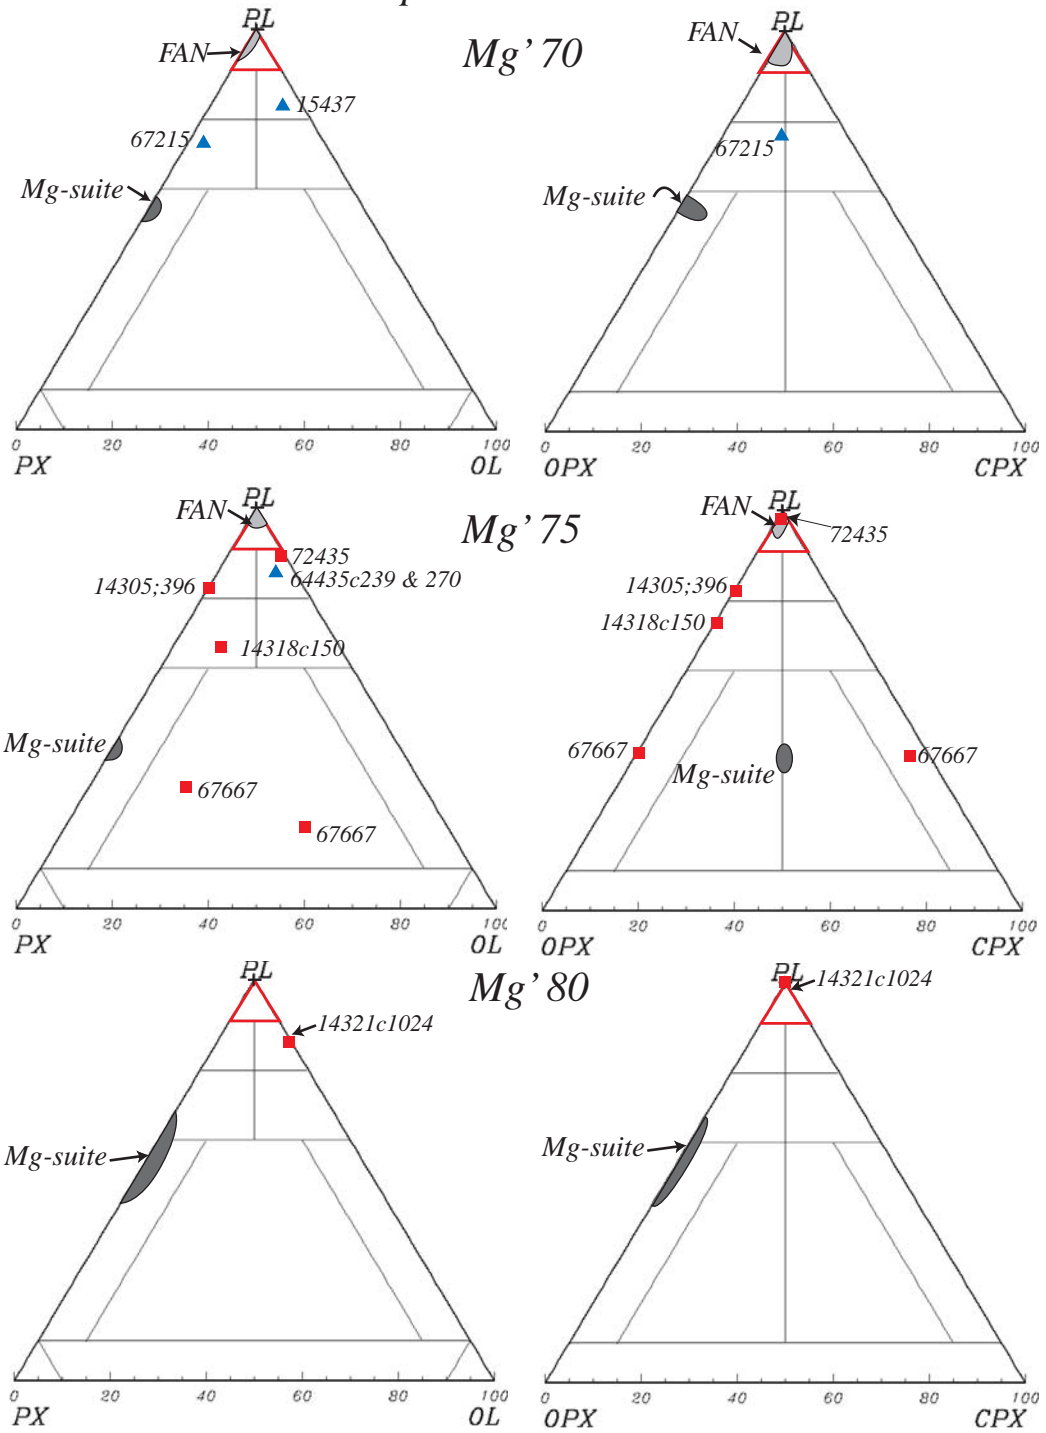 PL
FAN
15437
67215
Mg-suite
0 20 40 60 80 100
PX OL
Mg' 70
PL
FAN
67215
Mg-suite
0 20 40 60 80 100
OPX CPX
PL
FAN
72435
64435c239 & 270
14305;396
14318c150
Mg-suite
67667
67667
0 20 40 60 80 100
PX OL
Mg' 75
PL
FAN
72435
14305;396
14318c150
67667
67667
Mg-suite
0 20 40 60 80 100
OPX CPX
PL
14321c1024
Mg-suite
0 20 40 60 80 100
PX OL
Mg' 80
PL
14321c1024
Mg-suite
0 20 40 60 80 100
OPX CPX